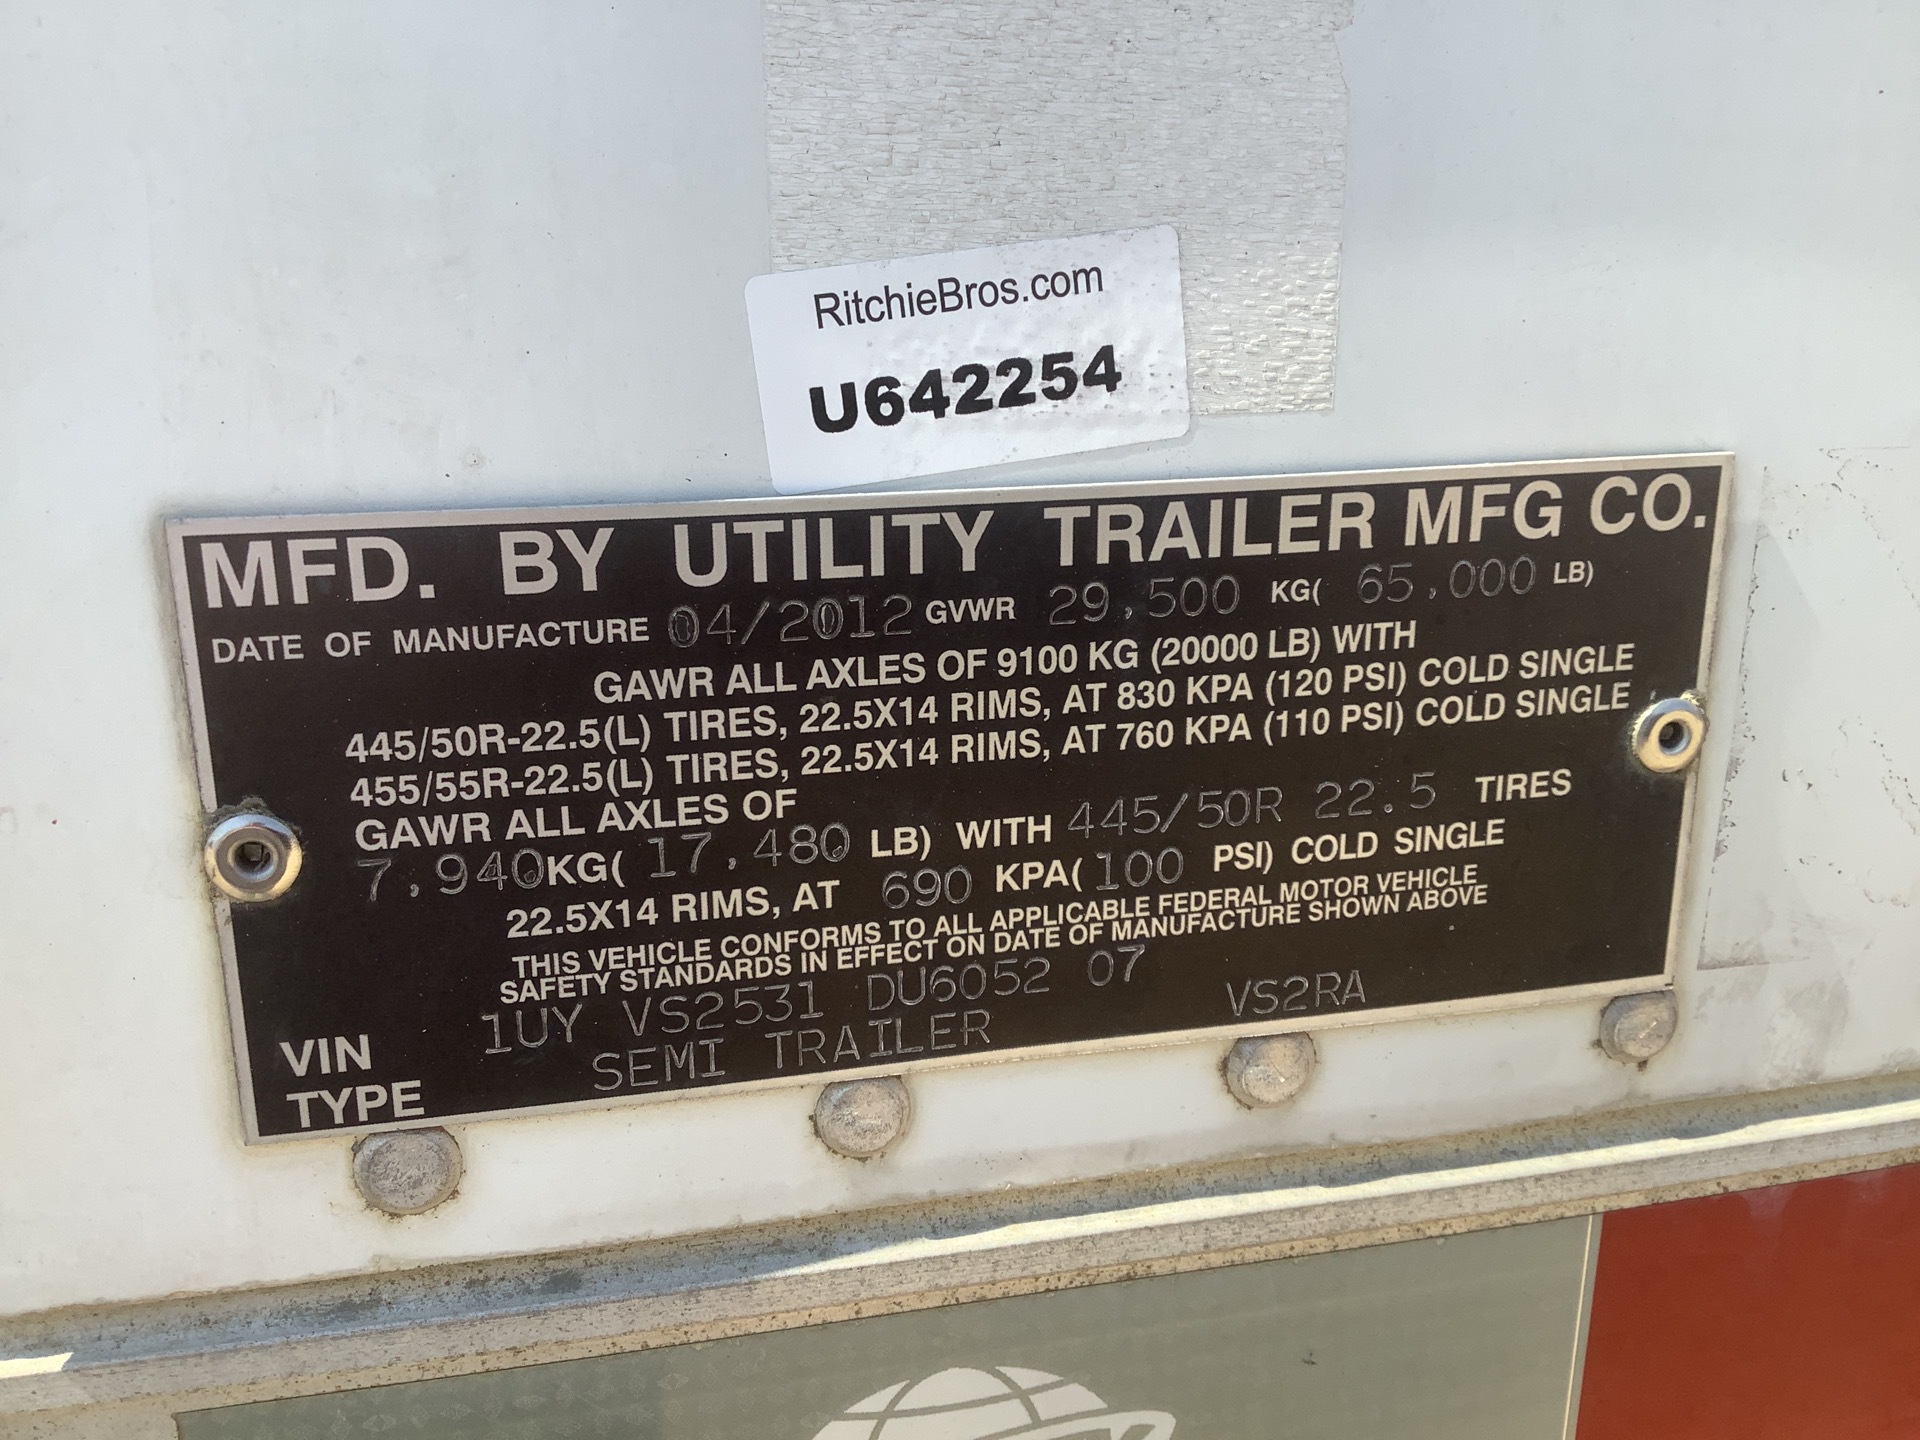 RitchieBros.com
U642254
MFD. BY UTILITY TRAILER MFG CO.
DATE OF MANUFACTURE 04/2012 GVWR 29,500 KG( 65,000 LB)
GAWR ALL AXLES OF 9100 KG (20000 LB) WITH
445/50R-22.5(L) TIRES, 22.5X14 RIMS, AT 830 KPA (120 PSI) COLD SINGLE
455/55R-22.5(L) TIRES, 22.5X14 RIMS, AT 760 KPA (110 PSI) COLD SINGLE
GAWR ALL AXLES OF
7,940KG( 17,480 LB) WITH 445/50R 22.5 TIRES
22.5X14 RIMS, AT 690 KPA( 100 PSI) COLD SINGLE
THIS VEHICLE CONFORMS TO ALL APPLICABLE FEDERAL MOTOR VEHICLE
SAFETY STANDARDS IN EFFECT ON DATE OF MANUFACTURE SHOWN ABOVE
VIN 1UY VS2531 DU6052 07
TYPE SEMI TRAILER VS2RA